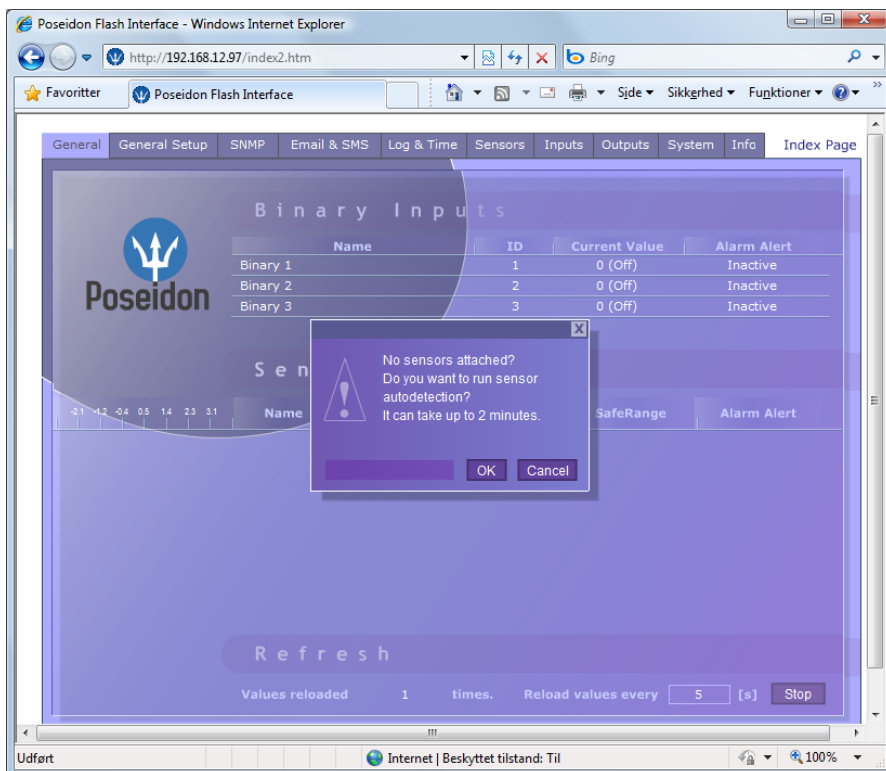 Poseidon Flash Interface - Windows Internet Explorer
http://192.168.12.97/index2.htm
Bing
Favoritter
Poseidon Flash Interface
Side
Sikkerhed
Funktioner
General
General Setup
SNMP
Email & SMS
Log & Time
Sensors
Inputs
Outputs
System
Info
Index Page
Binary Inputs
Name ID Current Value Alarm Alert
Binary 1 1 0 (Off) Inactive
Binary 2 2 0 (Off) Inactive
Binary 3 3 0 (Off) Inactive
Poseidon
Sen
-2.1 -1.2 -0.4 0.5 1.4 2.3 3.1 Name SafeRange Alarm Alert
X
No sensors attached?
Do you want to run sensor
autodetection?
It can take up to 2 minutes.
OK Cancel
Refresh
Values reloaded 1 times. Reload values every 5 [s] Stop
Udført
Internet | Beskyttet tilstand: Til
100%